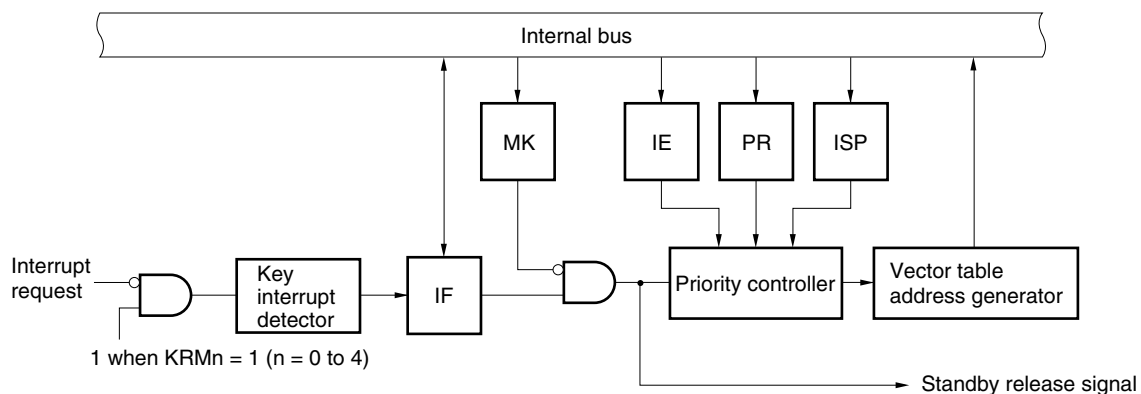 Internal bus
MK
IE
PR
ISP
Interrupt
request
Key
interrupt
detector
IF
Priority controller
Vector table
address generator
1 when KRMn = 1 (n = 0 to 4)
Standby release signal